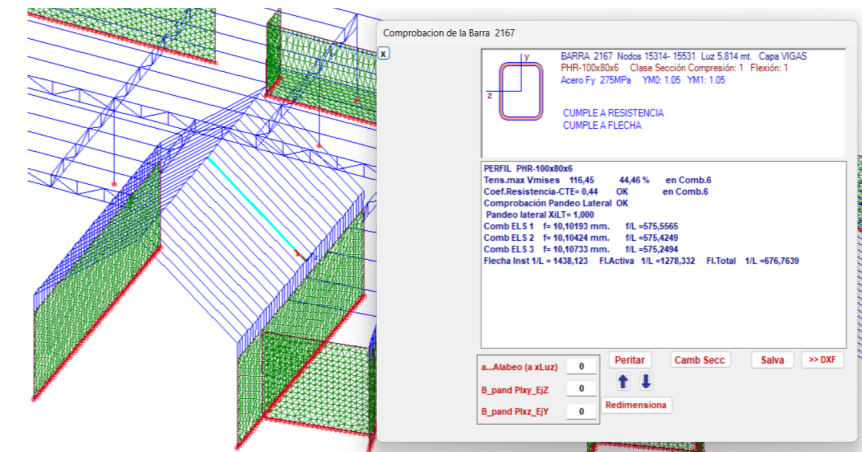 Comprobacion de la Barra 2167
x
y
z
BARRA 2167 Nodos 15314- 15531 Luz 5,814 mt. Capa VIGAS
PHR-100x80x6 Clase Sección Compresión: 1 Flexión: 1
Acero Fy 275MPa YM0: 1.05 YM1: 1.05
CUMPLE A RESISTENCIA
CUMPLE A FLECHA
PERFIL PHR-100x80x6
Tens.max Vmises 116,45 44,46 % en Comb.6
Coef.Resistencia-CTE= 0,44 OK en Comb.6
Comprobación Pandeo Lateral OK
Pandeo lateral XiLT= 1,000
Comb ELS 1 f= 10,10193 mm. f/L =575,5565
Comb ELS 2 f= 10,10424 mm. f/L =575,4249
Comb ELS 3 f= 10,10733 mm. f/L =575,2494
Flecha Inst 1/L = 1438,123 Fl.Activa 1/L =1278,332 Fl.Total 1/L =676,7639
a...Alabeo (a xLuz) 0
B_pand Plxy_EjZ 0
B_pand Plxz_EjY 0
Peritar
Camb Secc
Salva
>> DXF
Redimensiona